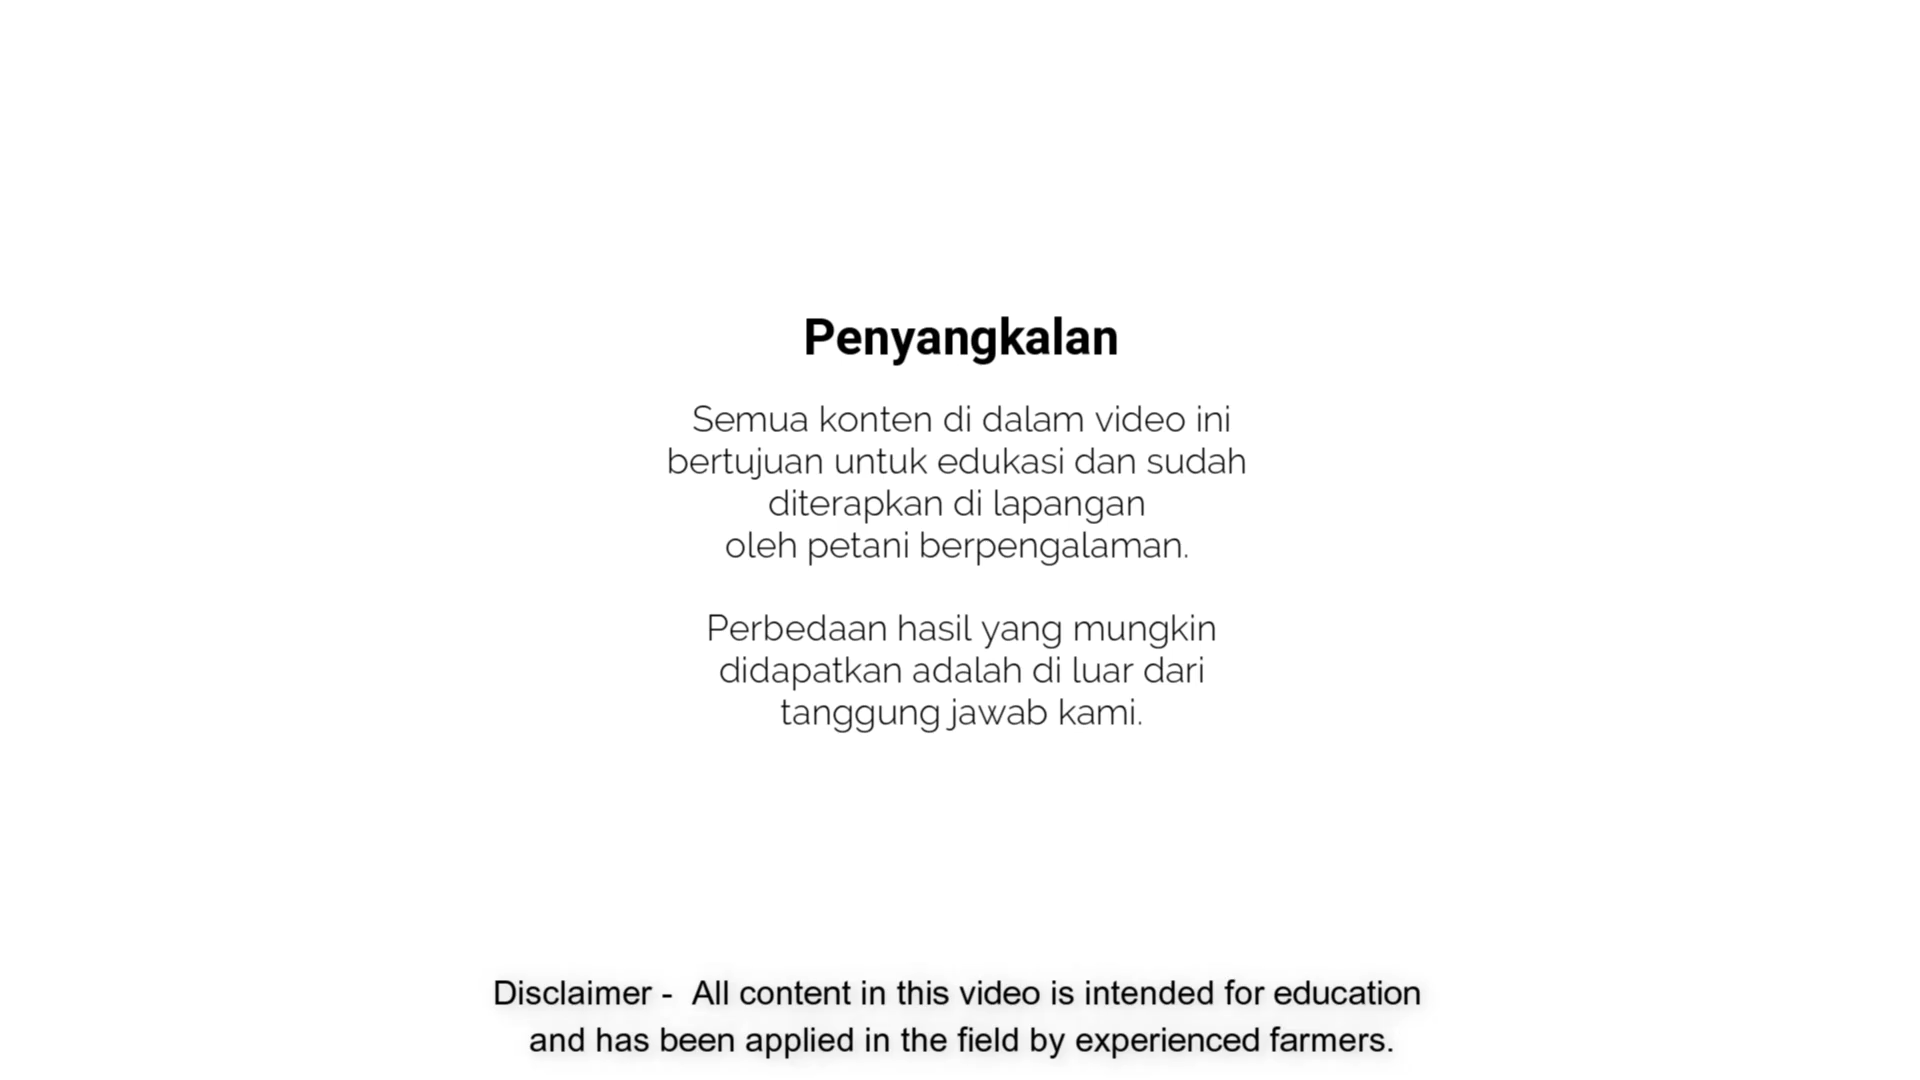 Penyangkalan
Semua konten di dalam video ini
bertujuan untuk edukasi dan sudah
diterapkan di lapangan
oleh petani berpengalaman.
Perbedaan hasil yang mungkin
didapatkan adalah di luar dari
tanggung jawab kami.
Disclaimer -  All content in this video is intended for education
and has been applied in the field by experienced farmers.